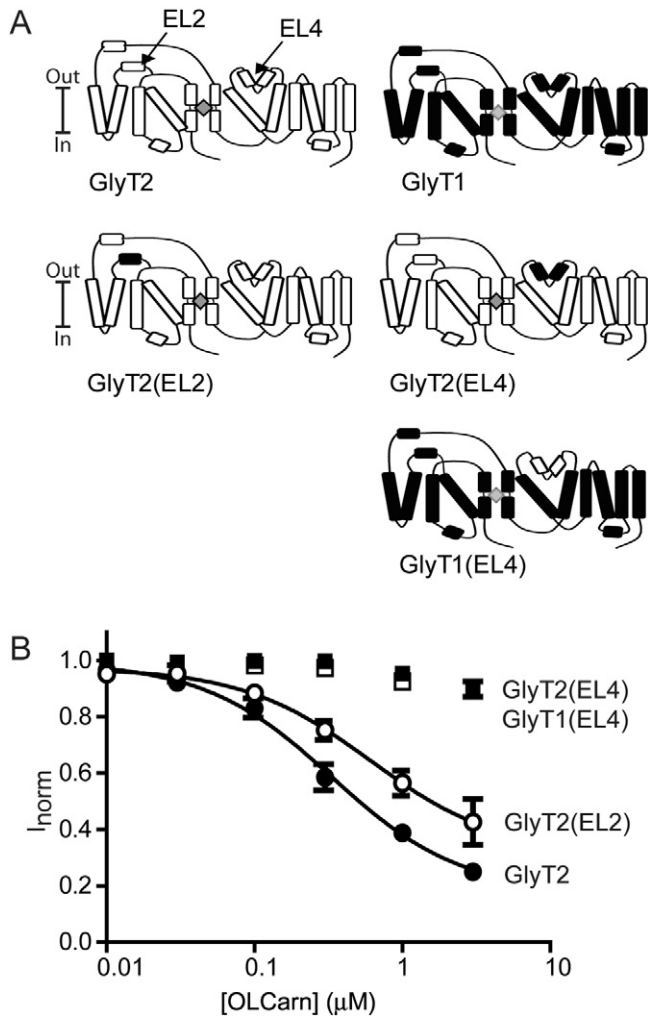 A
EL2
EL4
Out
In
GlyT2
GlyT1
Out
In
GlyT2(EL2)
GlyT2(EL4)
GlyT1(EL4)
B
1.0
0.8
0.6
0.4
0.2
0.0
Inorm
GlyT2(EL4)
GlyT1(EL4)
GlyT2(EL2)
GlyT2
0.01
0.1
1
10
[OLCarn] (μM)